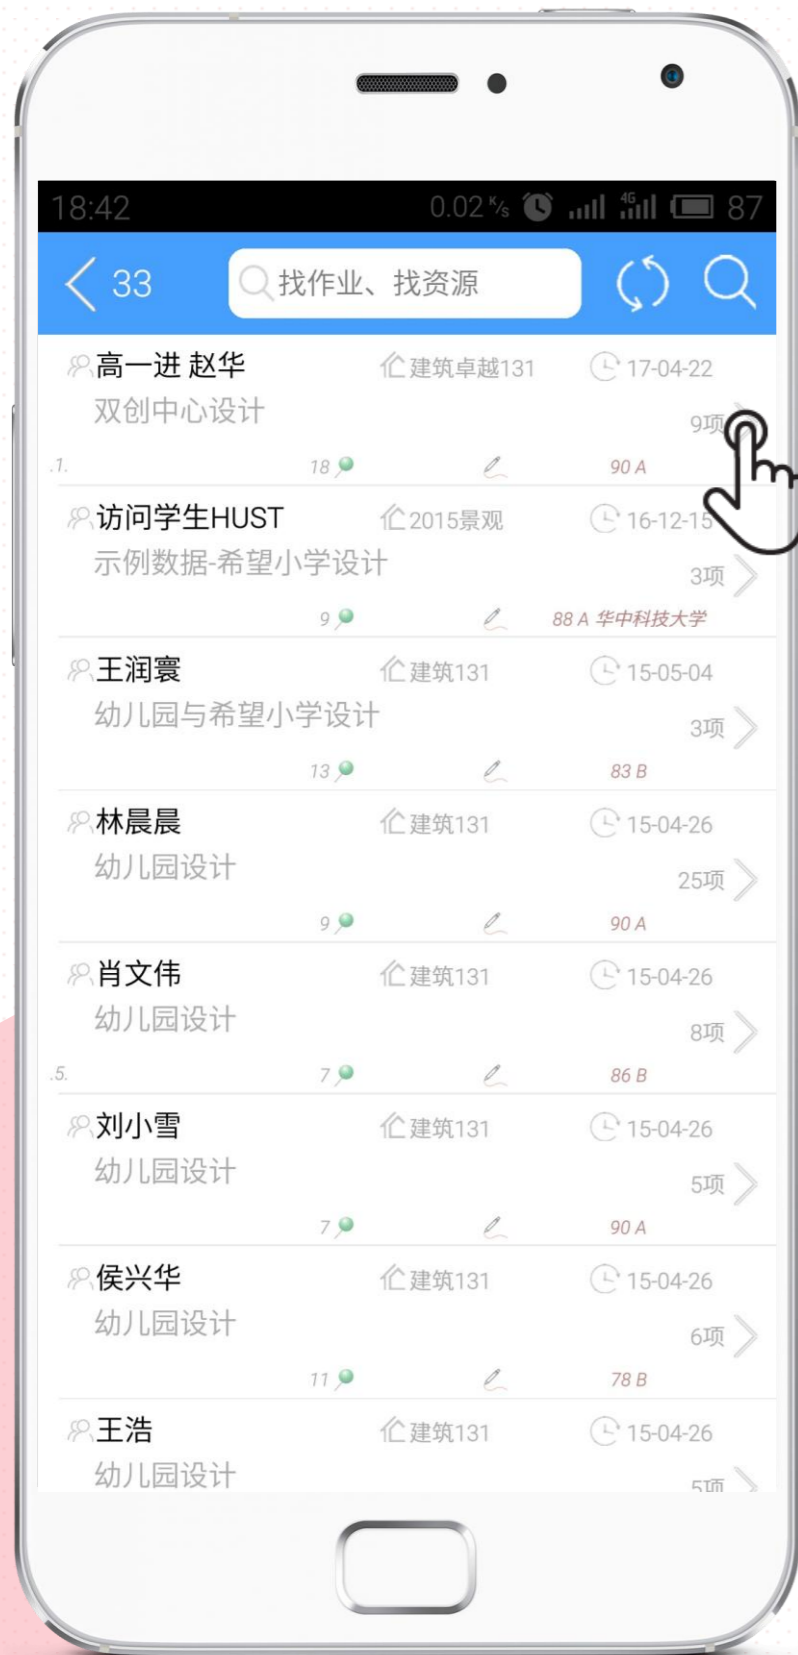 18:42 0.02 K/s 4G 87
33 找作业、找资源
高一进 赵华 建筑卓越131 17-04-22
双创中心设计
9项
.1. 18 90 A
访问学生HUST 2015景观 16-12-15
示例数据-希望小学设计
3项
9 88 A 华中科技大学
王润寰 建筑131 15-05-04
幼儿园与希望小学设计
3项
13 83 B
林晨晨 建筑131 15-04-26
幼儿园设计
25项
9 90 A
肖文伟 建筑131 15-04-26
幼儿园设计
8项
.5. 7 86 B
刘小雪 建筑131 15-04-26
幼儿园设计
5项
7 90 A
侯兴华 建筑131 15-04-26
幼儿园设计
6项
11 78 B
王浩 建筑131 15-04-26
幼儿园设计
5项